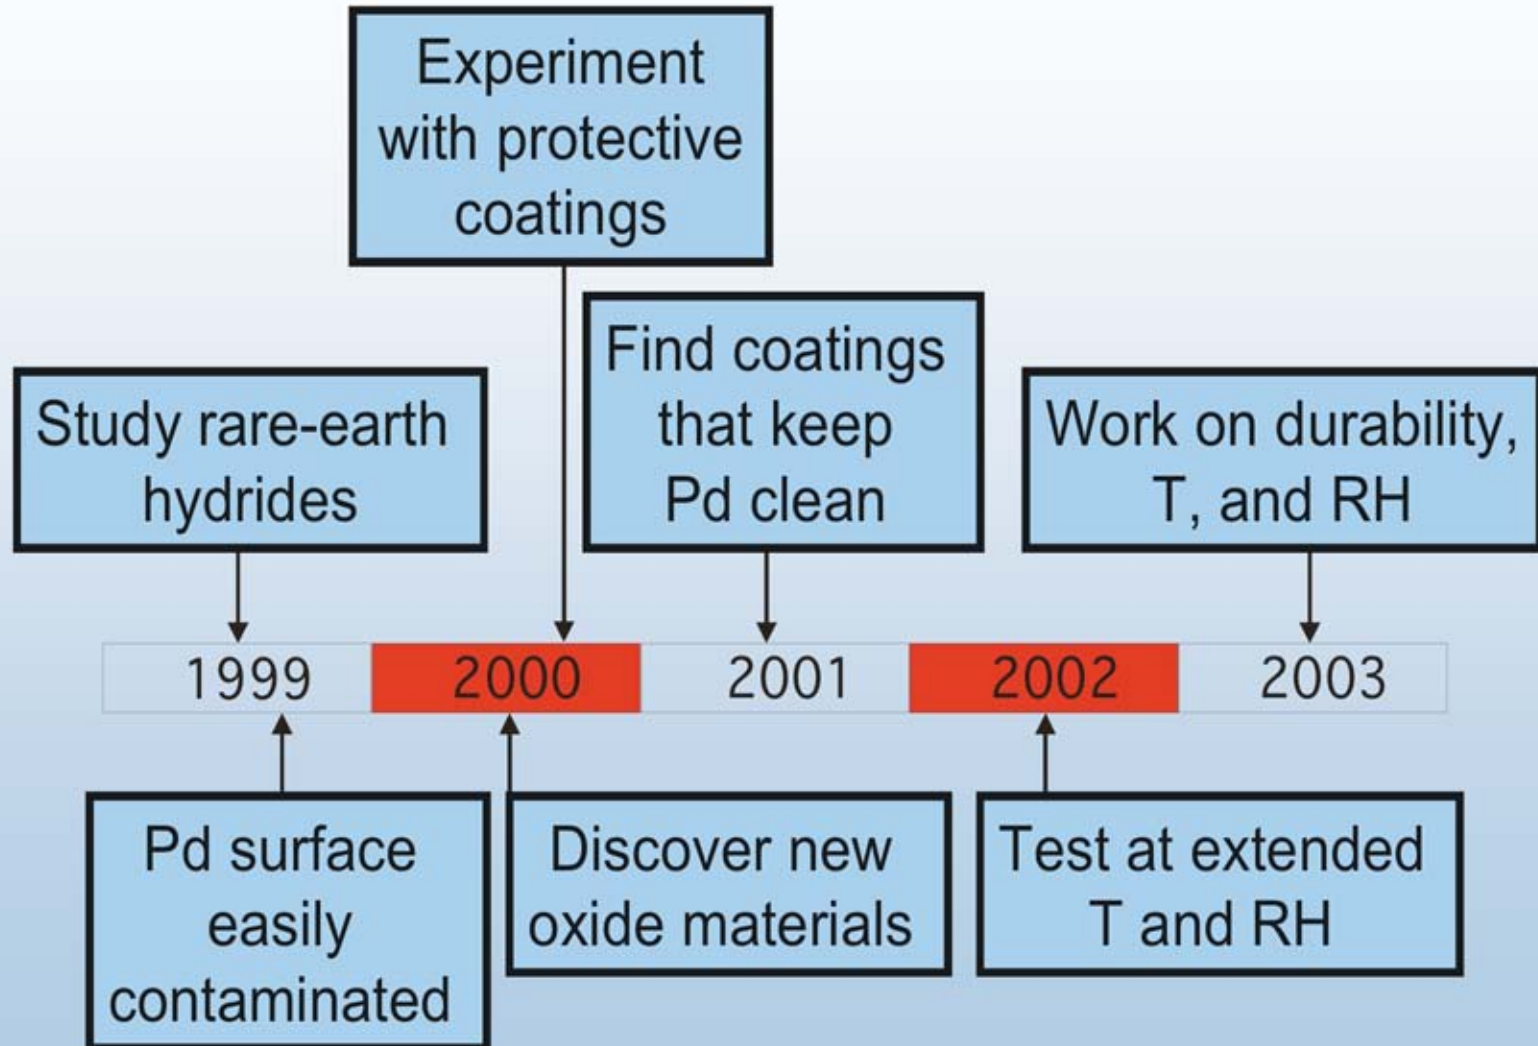 Experiment
with protective
coatings
Find coatings
that keep
Pd clean
Study rare-earth
hydrides
Work on durability,
T, and RH
1999
2000
2001
2002
2003
Pd surface
easily
contaminated
Discover new
oxide materials
Test at extended
T and RH